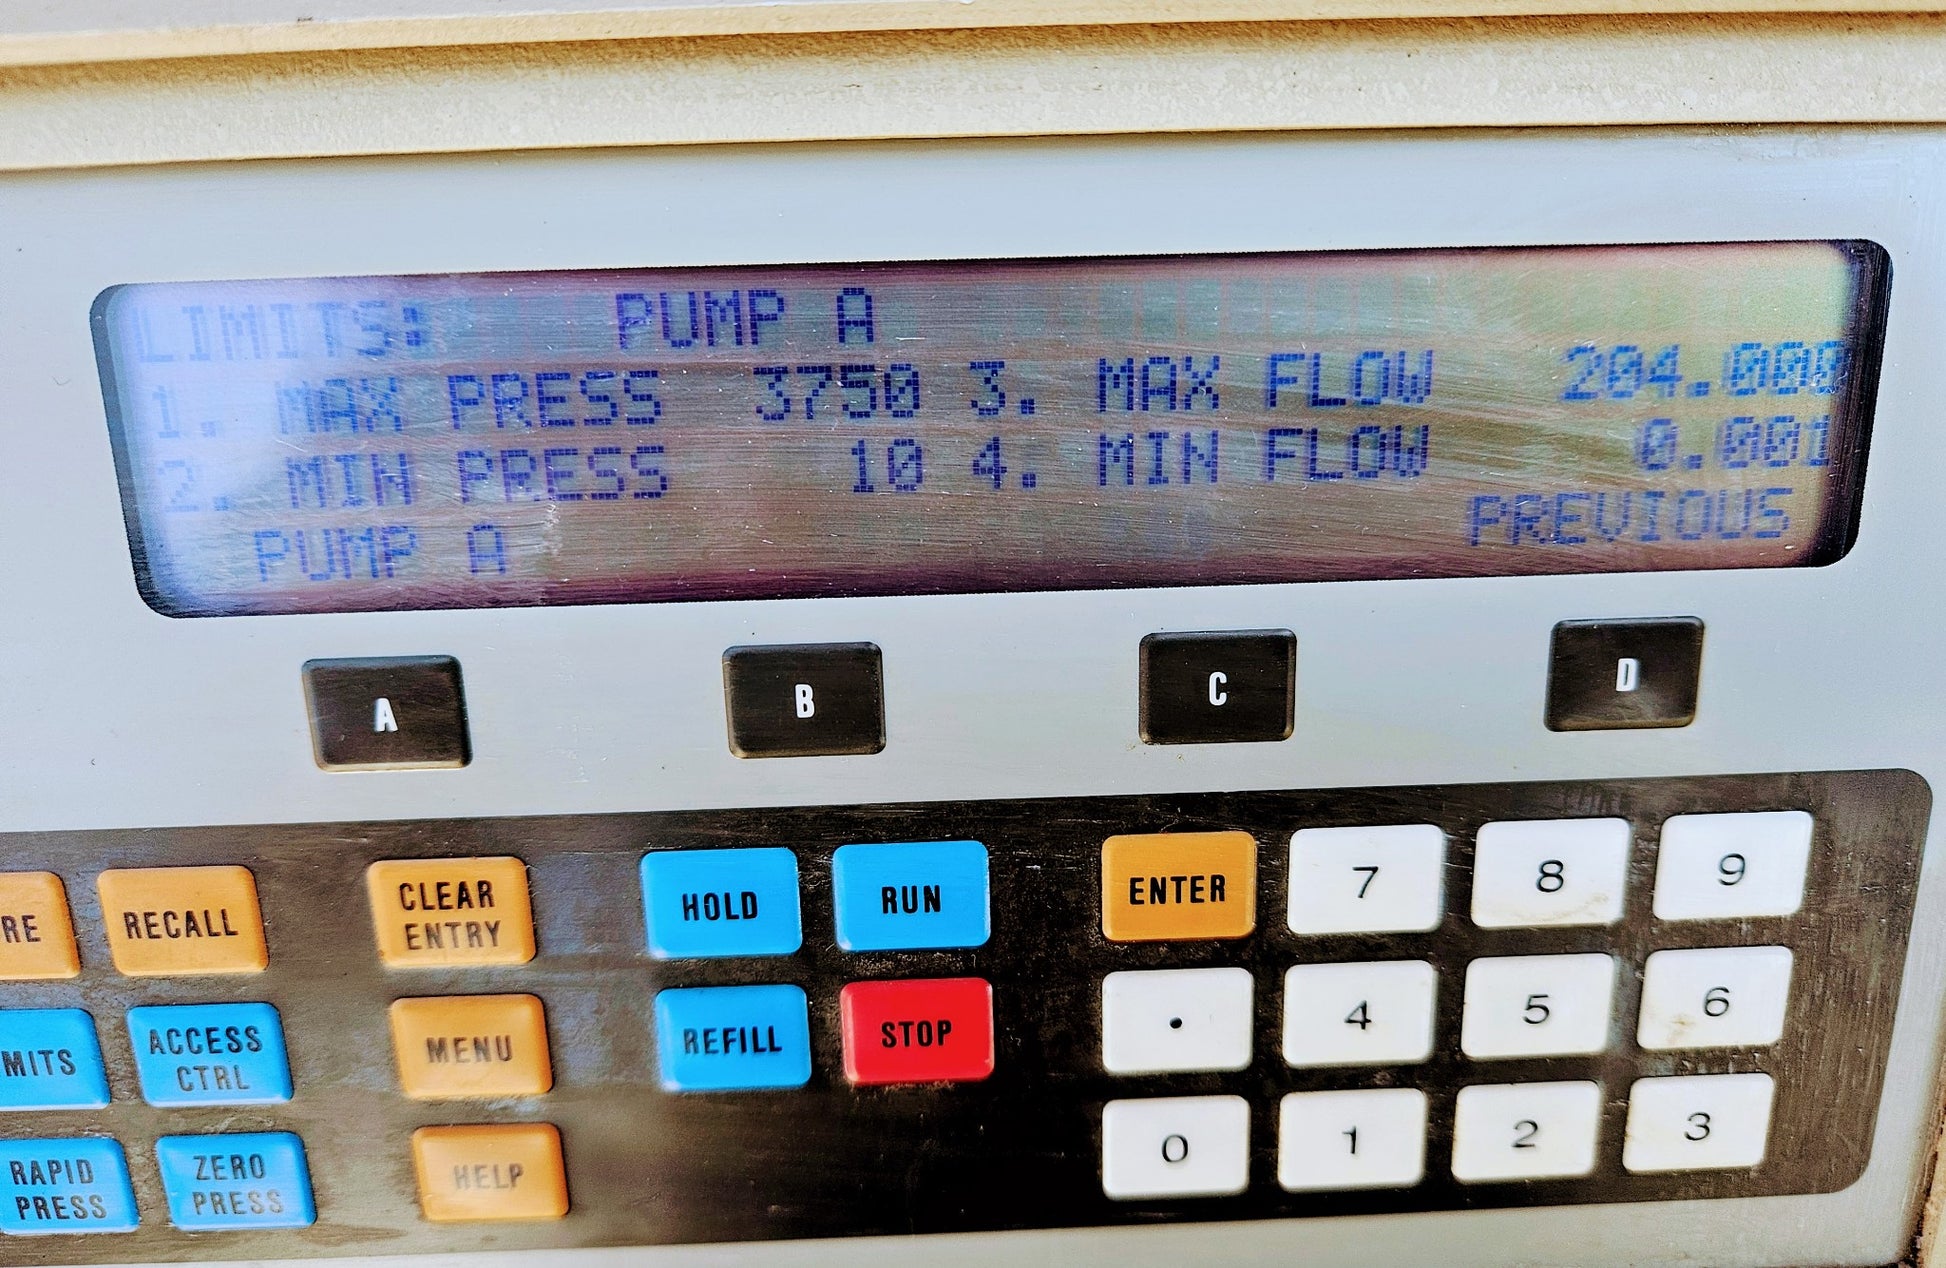 LIMITS: PUMP A
1. MAX PRESS 3750 3. MAX FLOW 204.000
2. MIN PRESS 10 4. MIN FLOW 0.001
PUMP A PREVIOUS
A B C D
RE RECALL CLEAR ENTRY HOLD RUN ENTER 7 8 9
MITS ACCESS CTRL MENU REFILL STOP . 4 5 6
RAPID PRESS ZERO PRESS HELP 0 1 2 3